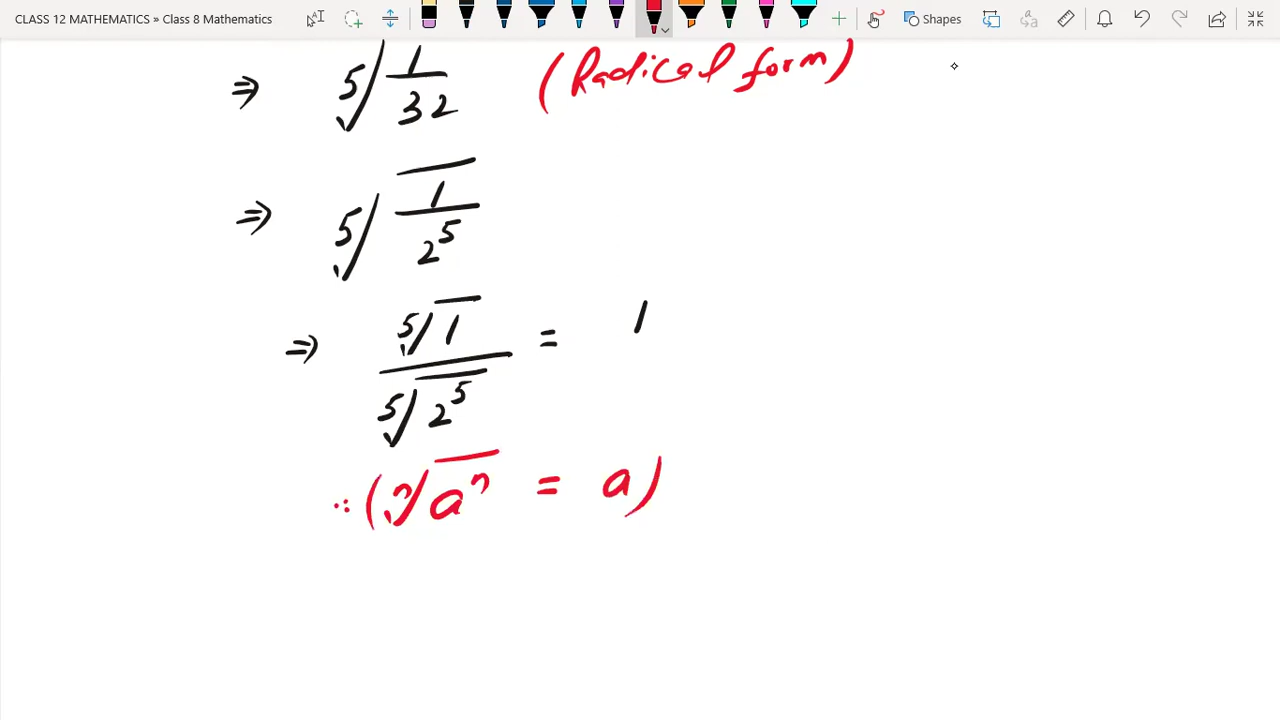 CLASS 12 MATHEMATICS » Class 8 Mathematics
Shapes
⇒ ⁵√1/32 (Radical form)
⇒ ⁵√1/2⁵
⇒ ⁵√1/⁵√2⁵ = 1
∵ (ⁿ√aⁿ = a)